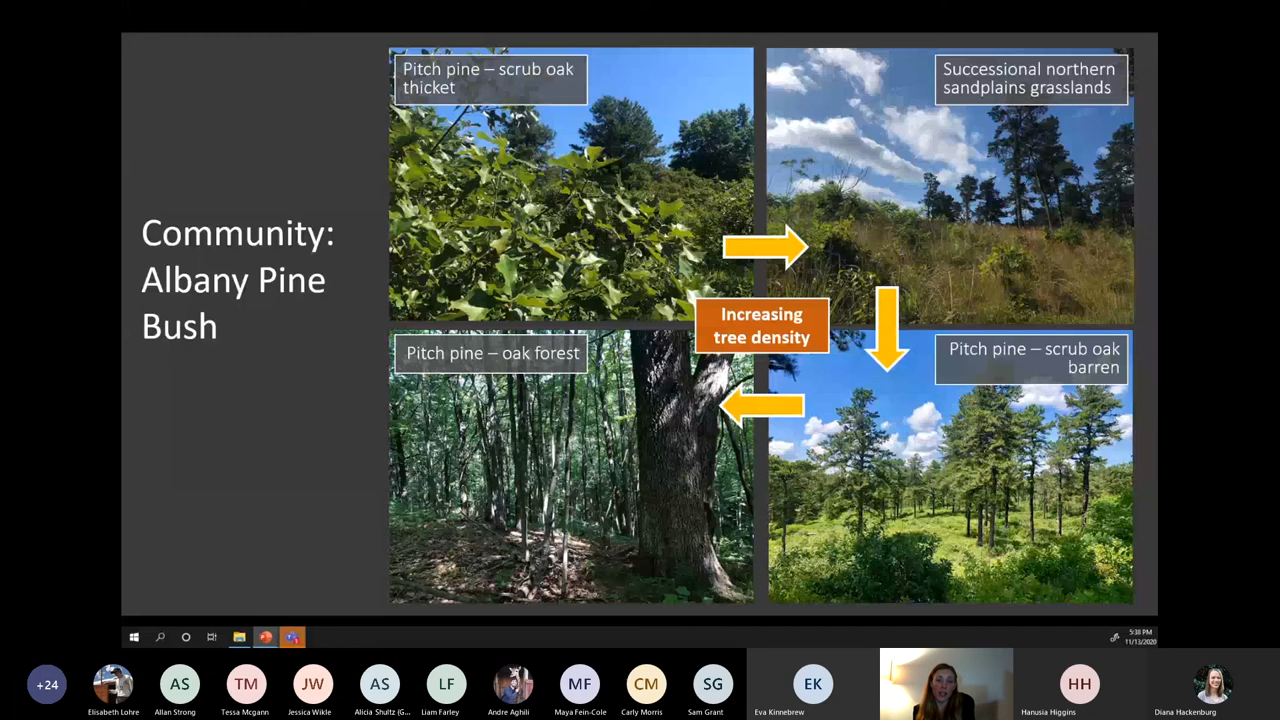 Community:
Albany Pine
Bush
Pitch pine – scrub oak
thicket
Successional northern
sandplains grasslands
Increasing
tree density
Pitch pine – oak forest
Pitch pine – scrub oak
barren
5:38 PM
11/13/2020
+24
AS
TM
JW
AS
LF
MF
CM
SG
EK
HH
Elisabeth Lohre
Allan Strong
Tessa Mcgann
Jessica Wikle
Alicia Shultz (G...
Liam Farley
Andre Aghili
Maya Fein-Cole
Carly Morris
Sam Grant
Eva Kinnebrew
Hanusia Higgins
Diana Hackenburg